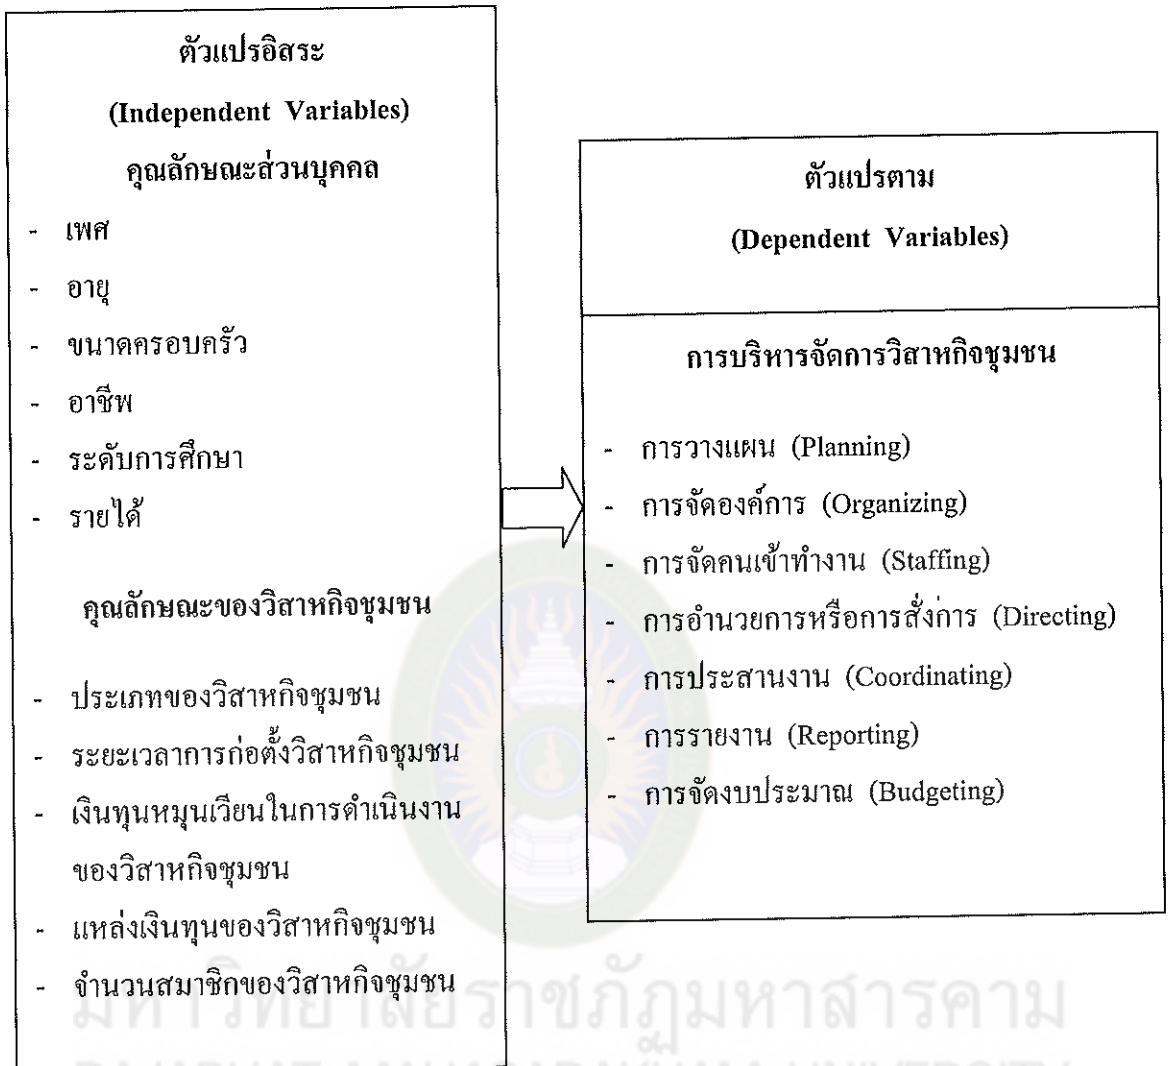 ตัวแปรอิสระ
(Independent Variables)
คุณลักษณะส่วนบุคคล
- เพศ
- อายุ
- ขนาดครอบครัว
- อาชีพ
- ระดับการศึกษา
- รายได้
คุณลักษณะของวิสาหกิจชุมชน
- ประเภทของวิสาหกิจชุมชน
- ระยะเวลาการก่อตั้งวิสาหกิจชุมชน
- เงินทุนหมุนเวียนในการดำเนินงาน
ของวิสาหกิจชุมชน
- แหล่งเงินทุนของวิสาหกิจชุมชน
- จำนวนสมาชิกของวิสาหกิจชุมชน
ตัวแปรตาม
(Dependent Variables)
การบริหารจัดการวิสาหกิจชุมชน
- การวางแผน (Planning)
- การจัดองค์การ (Organizing)
- การจัดคนเข้าทำงาน (Staffing)
- การอำนวยการหรือการสั่งการ (Directing)
- การประสานงาน (Coordinating)
- การรายงาน (Reporting)
- การจัดงบประมาณ (Budgeting)
มหาวิทยาลัยราชภัฏมหาสารคาม